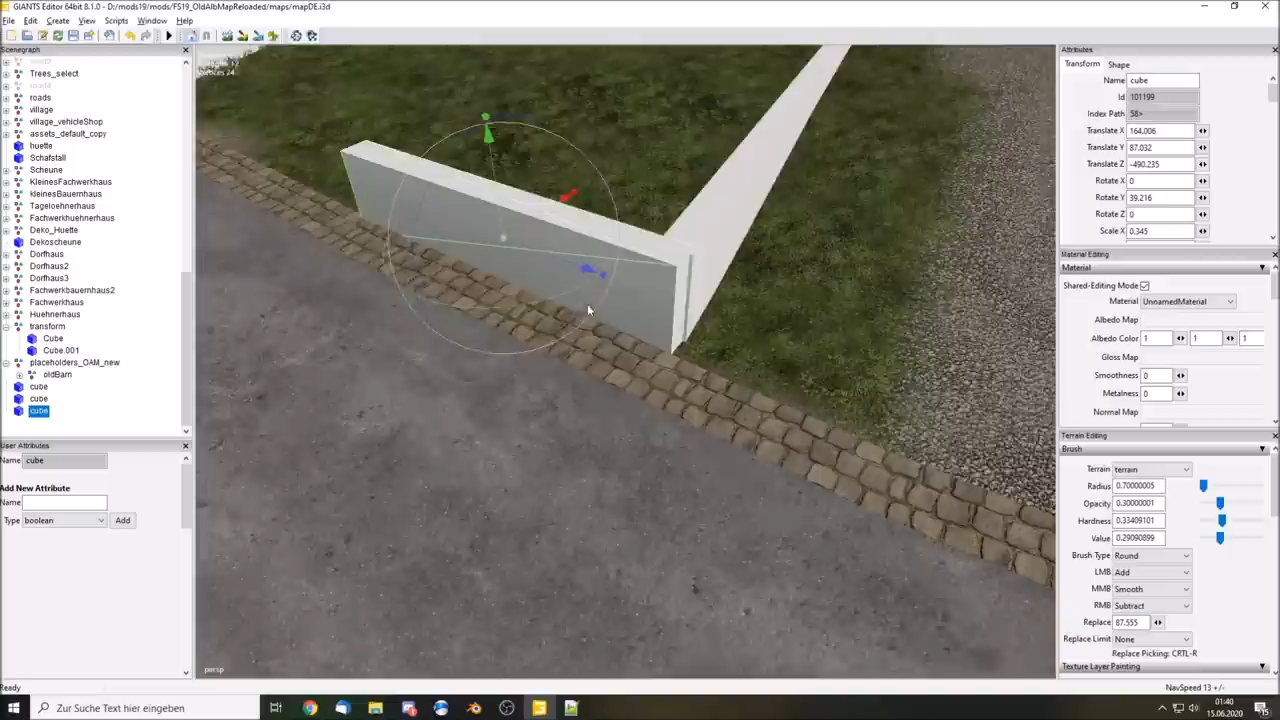 GIANTS Editor 64bit 8.1.0 - D:/mods19/mods/FS19_OldAlbMapReloaded/maps/mapDE.i3d
File Edit Create View Scripts Window Help
Scenegraph
Trees_select
roads
village
village_vehicleShop
assets_default_copy
huette
Schafstall
Scheune
KleinesFachwerkhaus
kleinesBauernhaus
Tageloehnerhaus
Fachwerkhuehnerhaus
Deko_Huette
Dekoscheune
Dorfhaus
Dorfhaus2
Dorfhaus3
Fachwerkbauernhaus2
Fachwerkhaus
Huehnerhaus
transform
Cube
Cube.001
placeholders_OAM_new
oldBarn
cube
cube
cube
User Attributes
Name cube
Add New Attribute
Name
Type boolean Add
Vertices 24
persp
Attributes
Transform Shape
Name cube
Id 101199
Index Path 58>
Translate X 164.006
Translate Y 87.032
Translate Z -490.235
Rotate X 0
Rotate Y 39.216
Rotate Z 0
Scale X 0.345
Material Editing
Material
Shared-Editing Mode
Material UnnamedMaterial
Albedo Map
Albedo Color 1 1 1
Gloss Map
Smoothness 0
Metalness 0
Normal Map
Terrain Editing
Brush
Terrain terrain
Radius 0.70000005
Opacity 0.30000001
Hardness 0.33409101
Value 0.29090899
Brush Type Round
LMB Add
MMB Smooth
RMB Subtract
Replace 87.555
Replace Limit None
Replace Picking: CRTL-R
Texture Layer Painting
Ready
NavSpeed 13 +/-
Zur Suche Text hier eingeben
01:40
15.06.2020